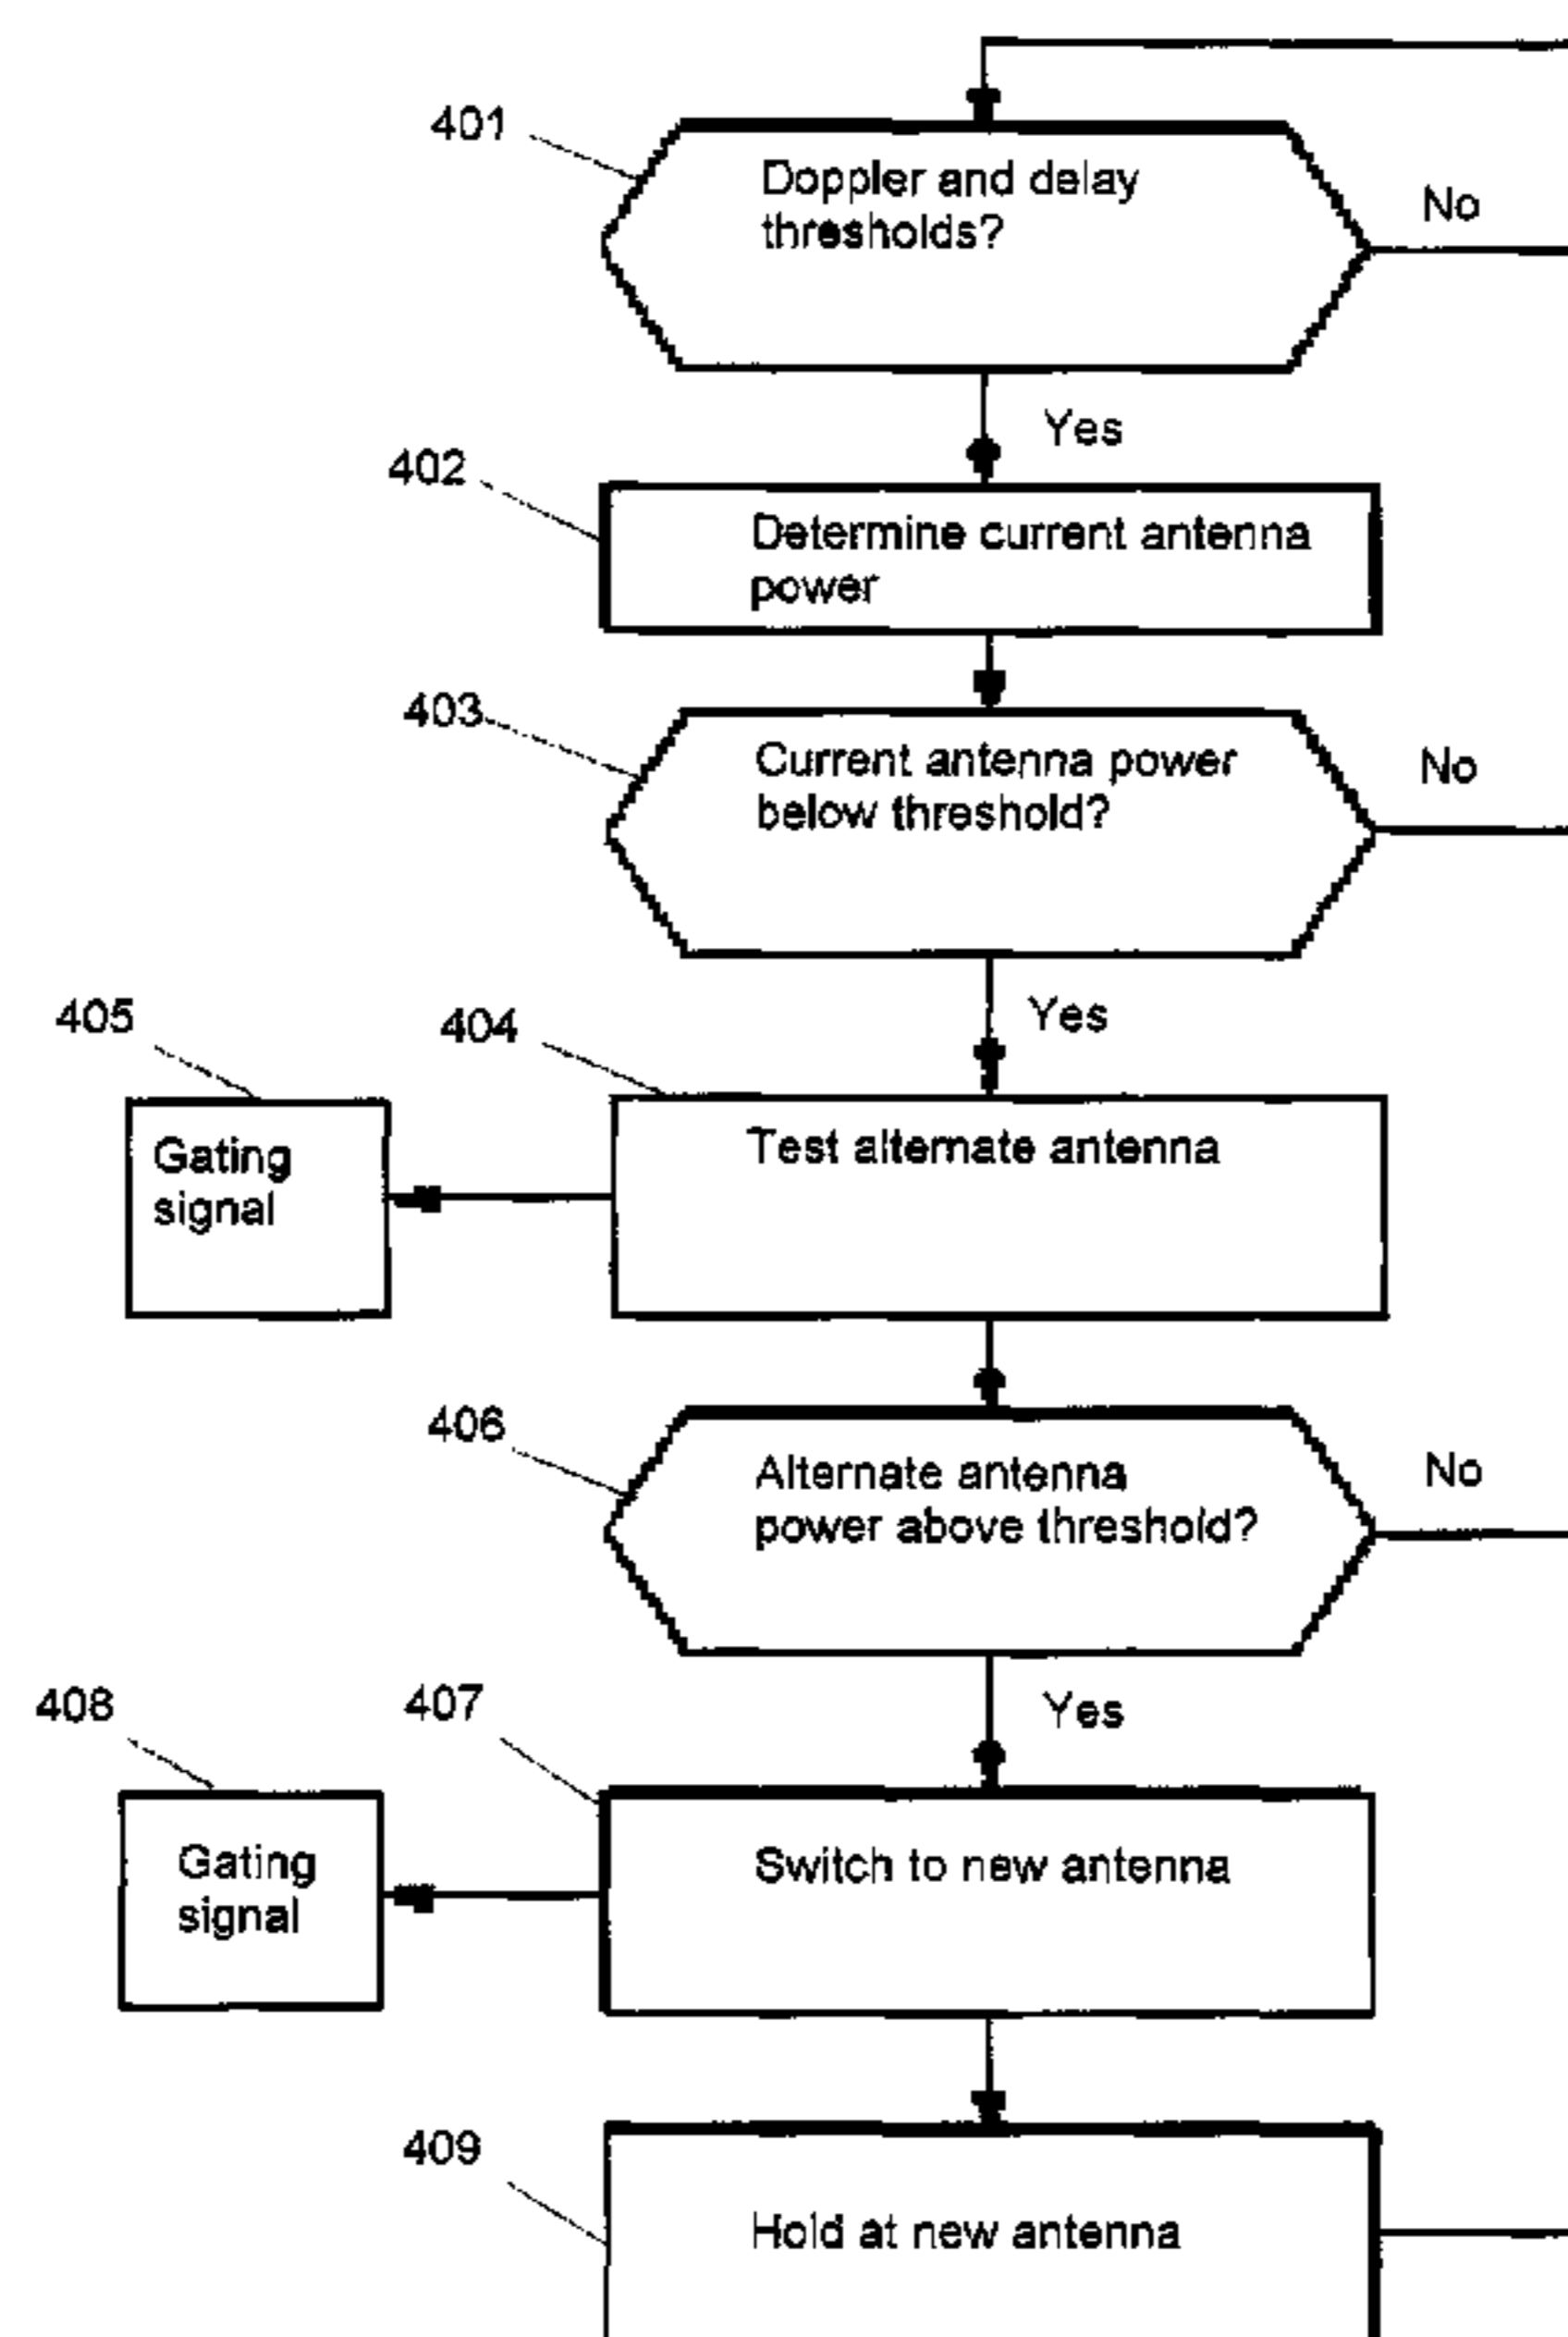 401
Doppler and delay
thresholds?
No
Yes
402
Determine current antenna
power
403
Current antenna power
below threshold?
No
Yes
405
404
Gating
signal
Test alternate antenna
406
Alternate antenna
power above threshold?
No
Yes
408
407
Gating
signal
Switch to new antenna
409
Hold at new antenna